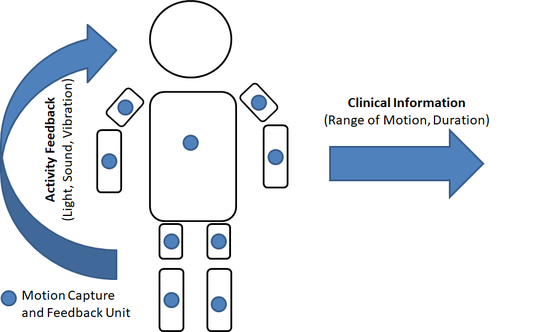 Activity Feedback
(Light, Sound, Vibration)
Clinical Information
(Range of Motion, Duration)
Motion Capture
and Feedback Unit